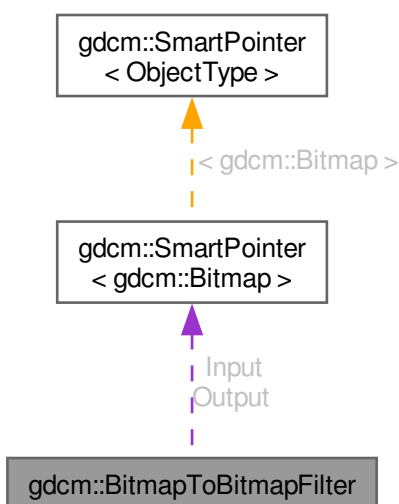 gdcm::SmartPointer
< ObjectType >
< gdcm::Bitmap >
gdcm::SmartPointer
< gdcm::Bitmap >
Input
Output
gdcm::BitmapToBitmapFilter